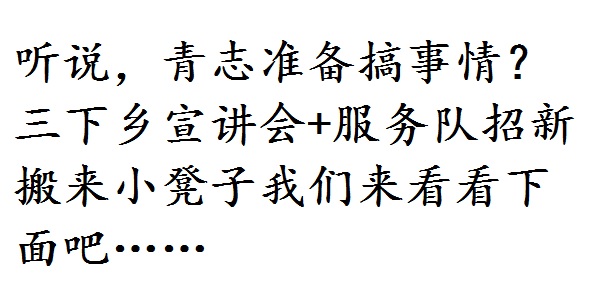 听说，青志准备搞事情？
三下乡宣讲会+服务队招新
搬来小凳子我们来看看下
面吧……